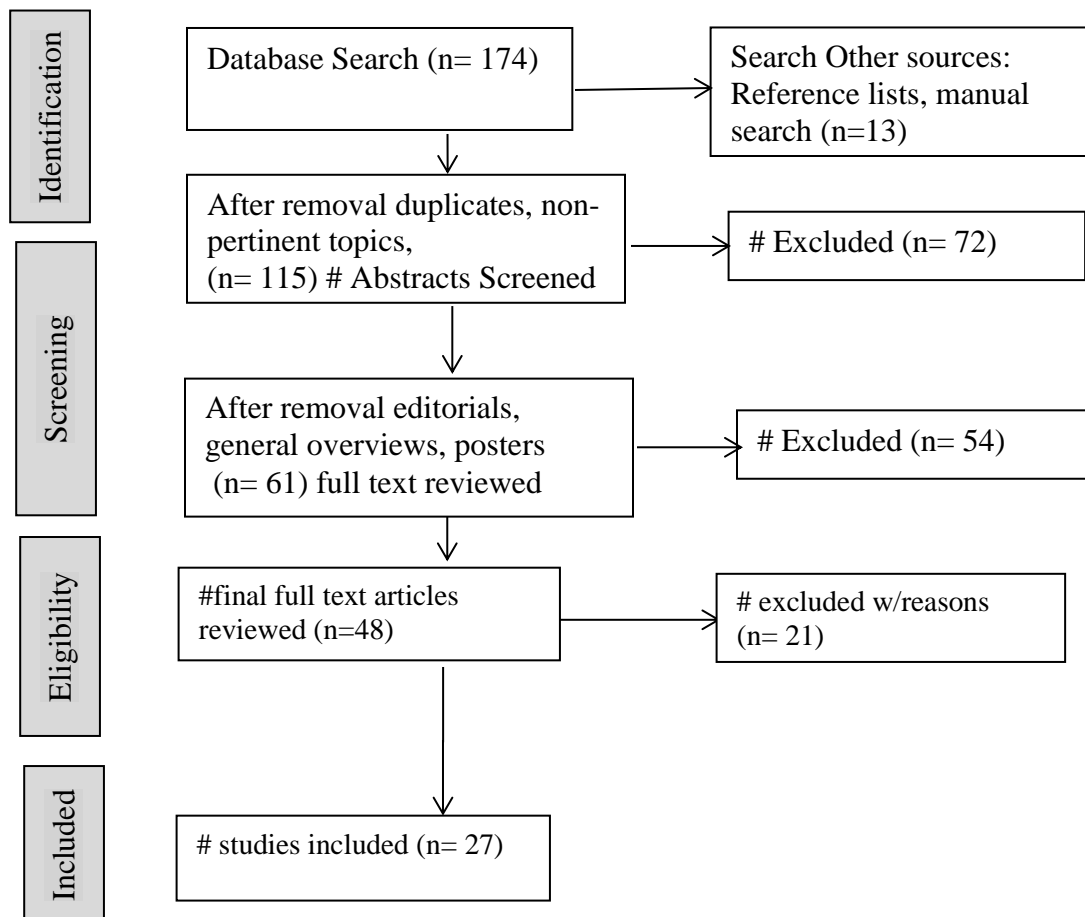 Identification
Database Search (n= 174)
Search Other sources:
Reference lists, manual
search (n=13)
After removal duplicates, non-
pertinent topics,
(n= 115) # Abstracts Screened
# Excluded (n= 72)
Screening
After removal editorials,
general overviews, posters
(n= 61) full text reviewed
# Excluded (n= 54)
Eligibility
#final full text articles
reviewed (n=48)
# excluded w/reasons
(n= 21)
Included
# studies included (n= 27)